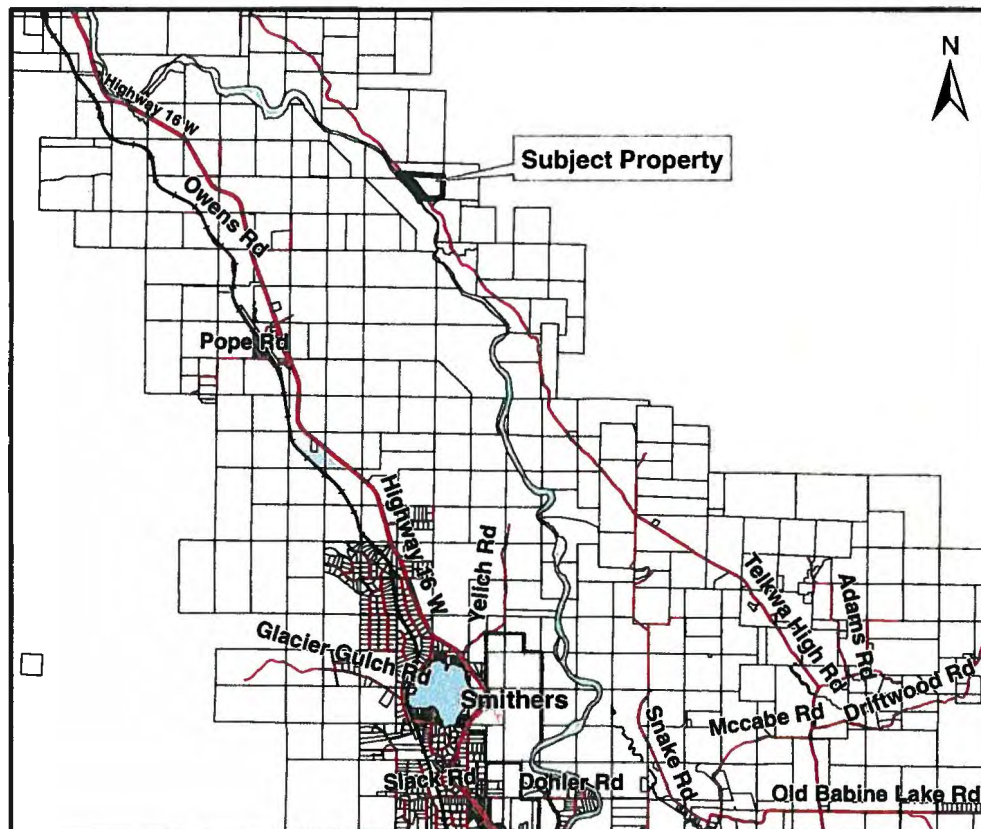 N
Highway 16 W
Subject Property
Owens Rd
Pope Rd
Highway 16 W
Yelich Rd
Telkwa High Rd
Adams Rd
Glacier Gulch Rd
Smithers
Driftwood Rd
Mccabe Rd
Snake Rd
Slack Rd
Dohler Rd
Old Babine Lake Rd